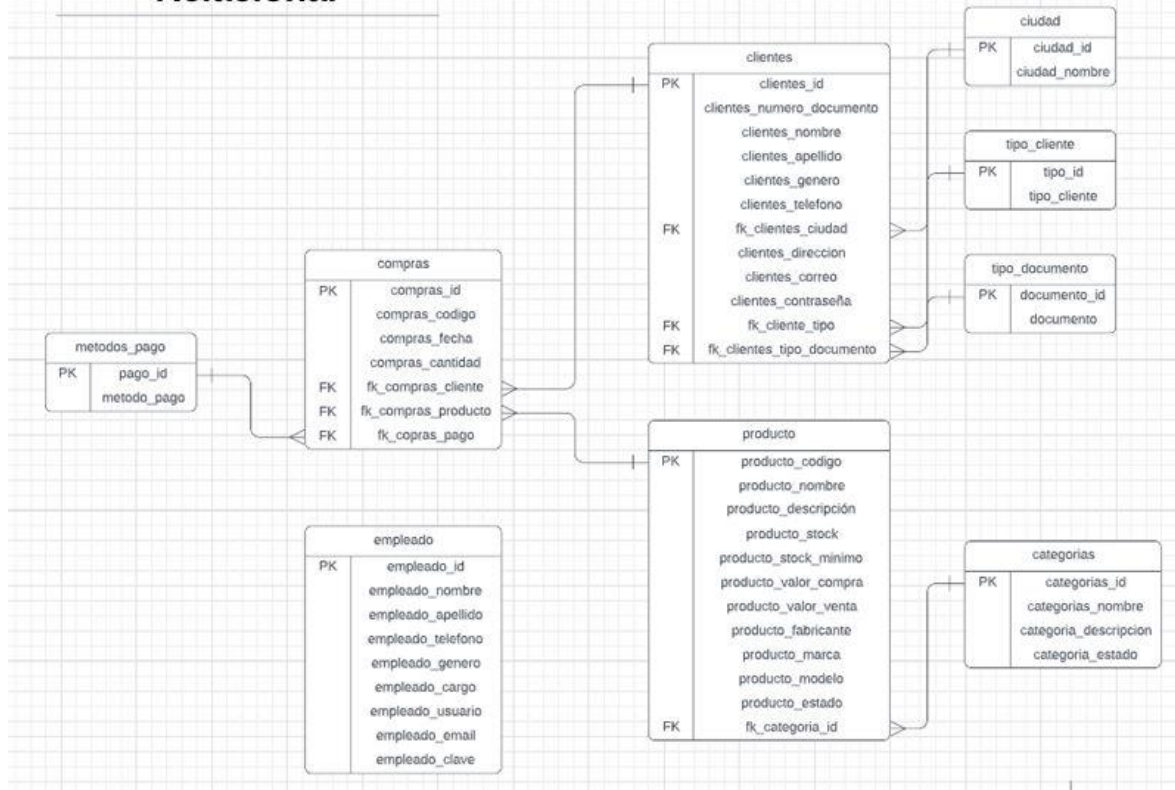 ciudad
PK ciudad_id
ciudad_nombre
clientes
PK clientes_id
clientes_numero_documento
clientes_nombre
clientes_apellido
clientes_genero
clientes_telefono
FK fk_clientes_ciudad
clientes_direccion
clientes_correo
clientes_contraseña
FK fk_cliente_tipo
FK fk_clientes_tipo_documento
tipo_cliente
PK tipo_id
tipo_cliente
tipo_documento
PK documento_id
documento
compras
PK compras_id
compras_codigo
compras_fecha
compras_cantidad
FK fk_compras_cliente
FK fk_compras_producto
FK fk_copras_pago
metodos_pago
PK pago_id
metodo_pago
producto
PK producto_codigo
producto_nombre
producto_descripción
producto_stock
producto_stock_minimo
producto_valor_compra
producto_valor_venta
producto_fabricante
producto_marca
producto_modelo
producto_estado
FK fk_categoria_id
empleado
PK empleado_id
empleado_nombre
empleado_apellido
empleado_telefono
empleado_genero
empleado_cargo
empleado_usuario
empleado_email
empleado_clave
categorias
PK categorias_id
categorias_nombre
categoria_descripcion
categoria_estado